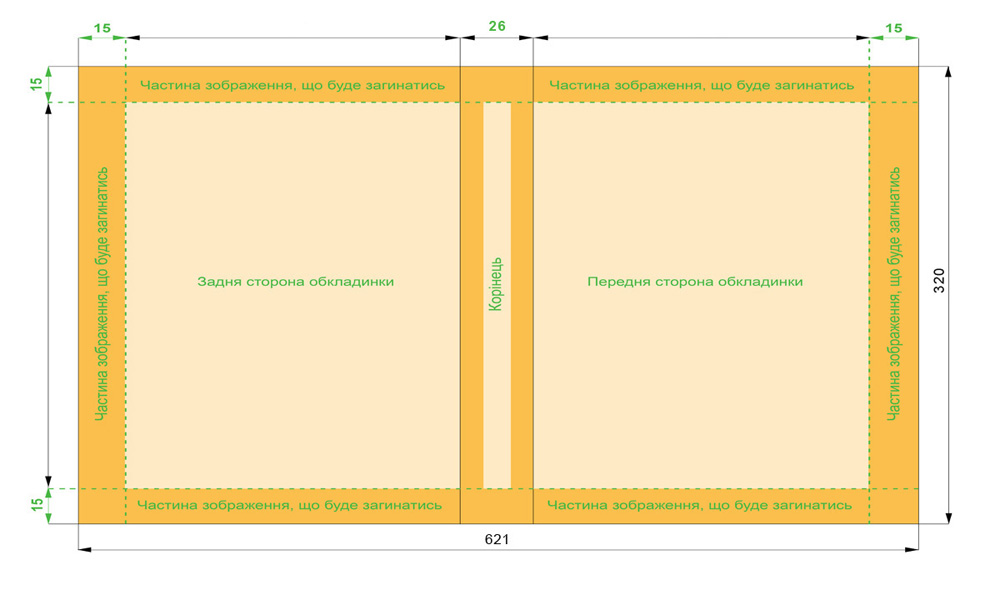 15
26
15
15
Частина зображення, що буде загинатись
Частина зображення, що буде загинатись
Частина зображення, що буде загинатись
Задня сторона обкладинки
Корінець
Передня сторона обкладинки
Частина зображення, що буде загинатись
320
15
Частина зображення, що буде загинатись
Частина зображення, що буде загинатись
621